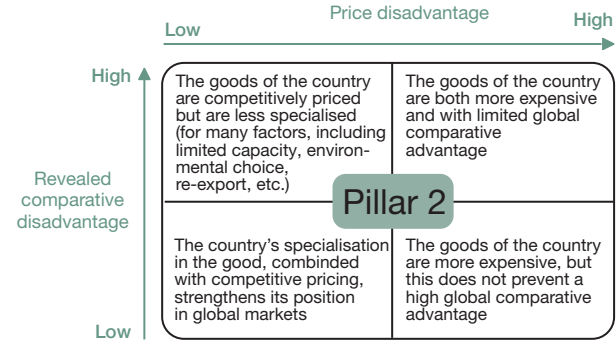 Price disadvantage
Low
High
High
Revealed
comparative
disadvantage
Low
The goods of the country
are competitively priced
but are less specialised
(for many factors, including
limited capacity, environ-
mental choice,
re-export, etc.)
The goods of the country
are both more expensive
and with limited global
comparative
advantage
Pillar 2
The country's specialisation
in the good, combinded
with competitive pricing,
strengthens its position
in global markets
The goods of the country
are more expensive, but
this does not prevent a
high global comparative
advantage